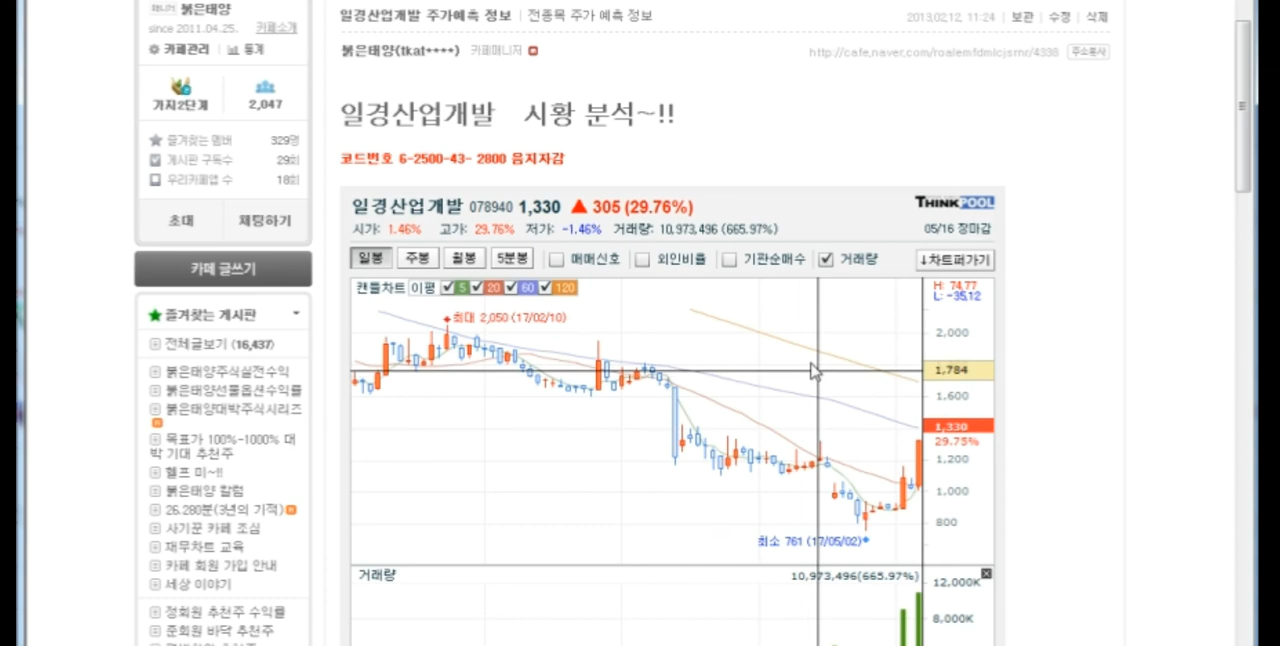 매니저 붉은태양
since 2011.04.25. 카페소개
카페관리 통계
가지2단계 2,047
즐겨찾는 멤버 329명
게시판 구독수 29회
우리카페앱 수 18회
초대 채팅하기
카페 글쓰기
즐겨찾는 게시판
전체글보기 (16,437)
붉은태양주식실전수익
붉은태양선물옵션수익률
붉은태양대박주식시리즈
목표가 100%-1000% 대
박 기대 추천주
헬프 미~!!
붉은태양 칼럼
26.280분(3년의 기적)
사기꾼 카페 조심
재무차트 교육
카페 회원 가입 안내
세상 이야기
정회원 추천주 수익률
준회원 바닥 추천주
일경산업개발 주가예측 정보 | 전종목 주가 예측 정보
2013.02.12. 11:24 | 보관 | 수정 | 삭제
붉은태양(tkat****) 카페매니저
http://cafe.naver.com/roalemfdmlcjsrnr/4338 주소복사
일경산업개발 시황 분석~!!
코드번호 6-2500-43- 2800 음지자감
일경산업개발 078940 1,330 ▲ 305 (29.76%)
THINKPOOL
시가: 1.46% 고가: 29.76% 저가: -1.46% 거래량: 10,973,496 (665.97%)
05/16 장마감
일봉 주봉 월봉 5분봉 매매신호 외인비율 기관순매수 거래량 ↓차트퍼가기
캔들차트 이평 5 20 60 120
H: 74.77
L: -35.12
최대 2,050 (17/02/10)
2,000
1,784
1,600
1,330
29.75%
1,200
1,000
800
최소 761 (17/05/02)
거래량
10,973,496(665.97%)
12,000K
8,000K